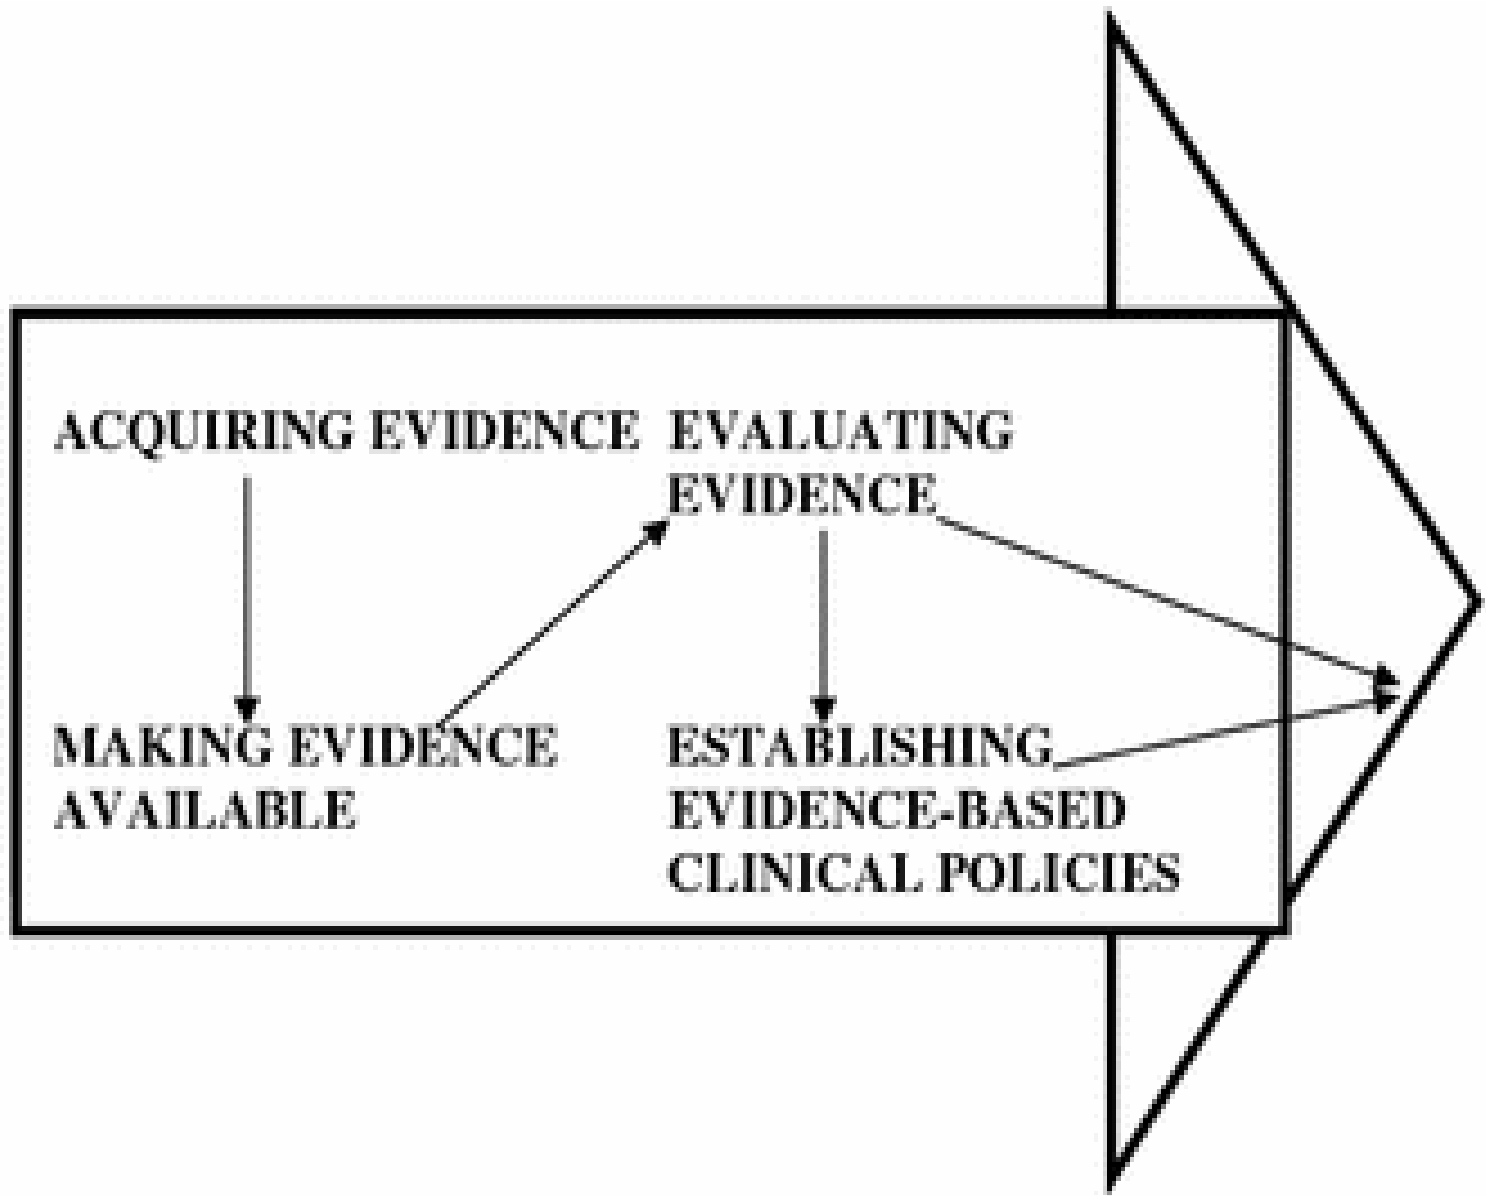 ACQUIRING EVIDENCE
MAKING EVIDENCE
AVAILABLE
EVALUATING
EVIDENCE
ESTABLISHING
EVIDENCE-BASED
CLINICAL POLICIES